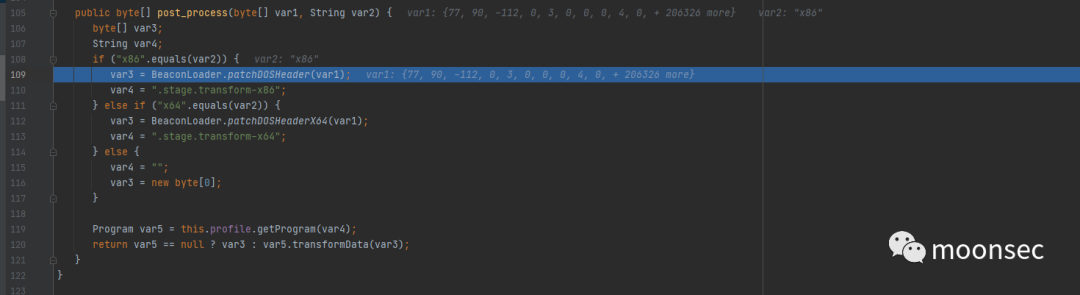 105 public byte[] post_process(byte[] var1, String var2) { var1: {77, 90, -112, 0, 3, 0, 0, 0, 4, 0, + 206326 more} var2: "x86"
106 byte[] var3;
107 String var4;
108 if ("x86".equals(var2)) { var2: "x86"
109 var3 = BeaconLoader.patchDOSHeader(var1); var1: {77, 90, -112, 0, 3, 0, 0, 0, 4, 0, + 206326 more}
110 var4 = ".stage.transform-x86";
111 } else if ("x64".equals(var2)) {
112 var3 = BeaconLoader.patchDOSHeaderX64(var1);
113 var4 = ".stage.transform-x64";
114 } else {
115 var4 = "";
116 var3 = new byte[0];
117 }
118
119 Program var5 = this.profile.getProgram(var4);
120 return var5 == null ? var3 : var5.transformData(var3);
121 }
122 }
123
moonsec